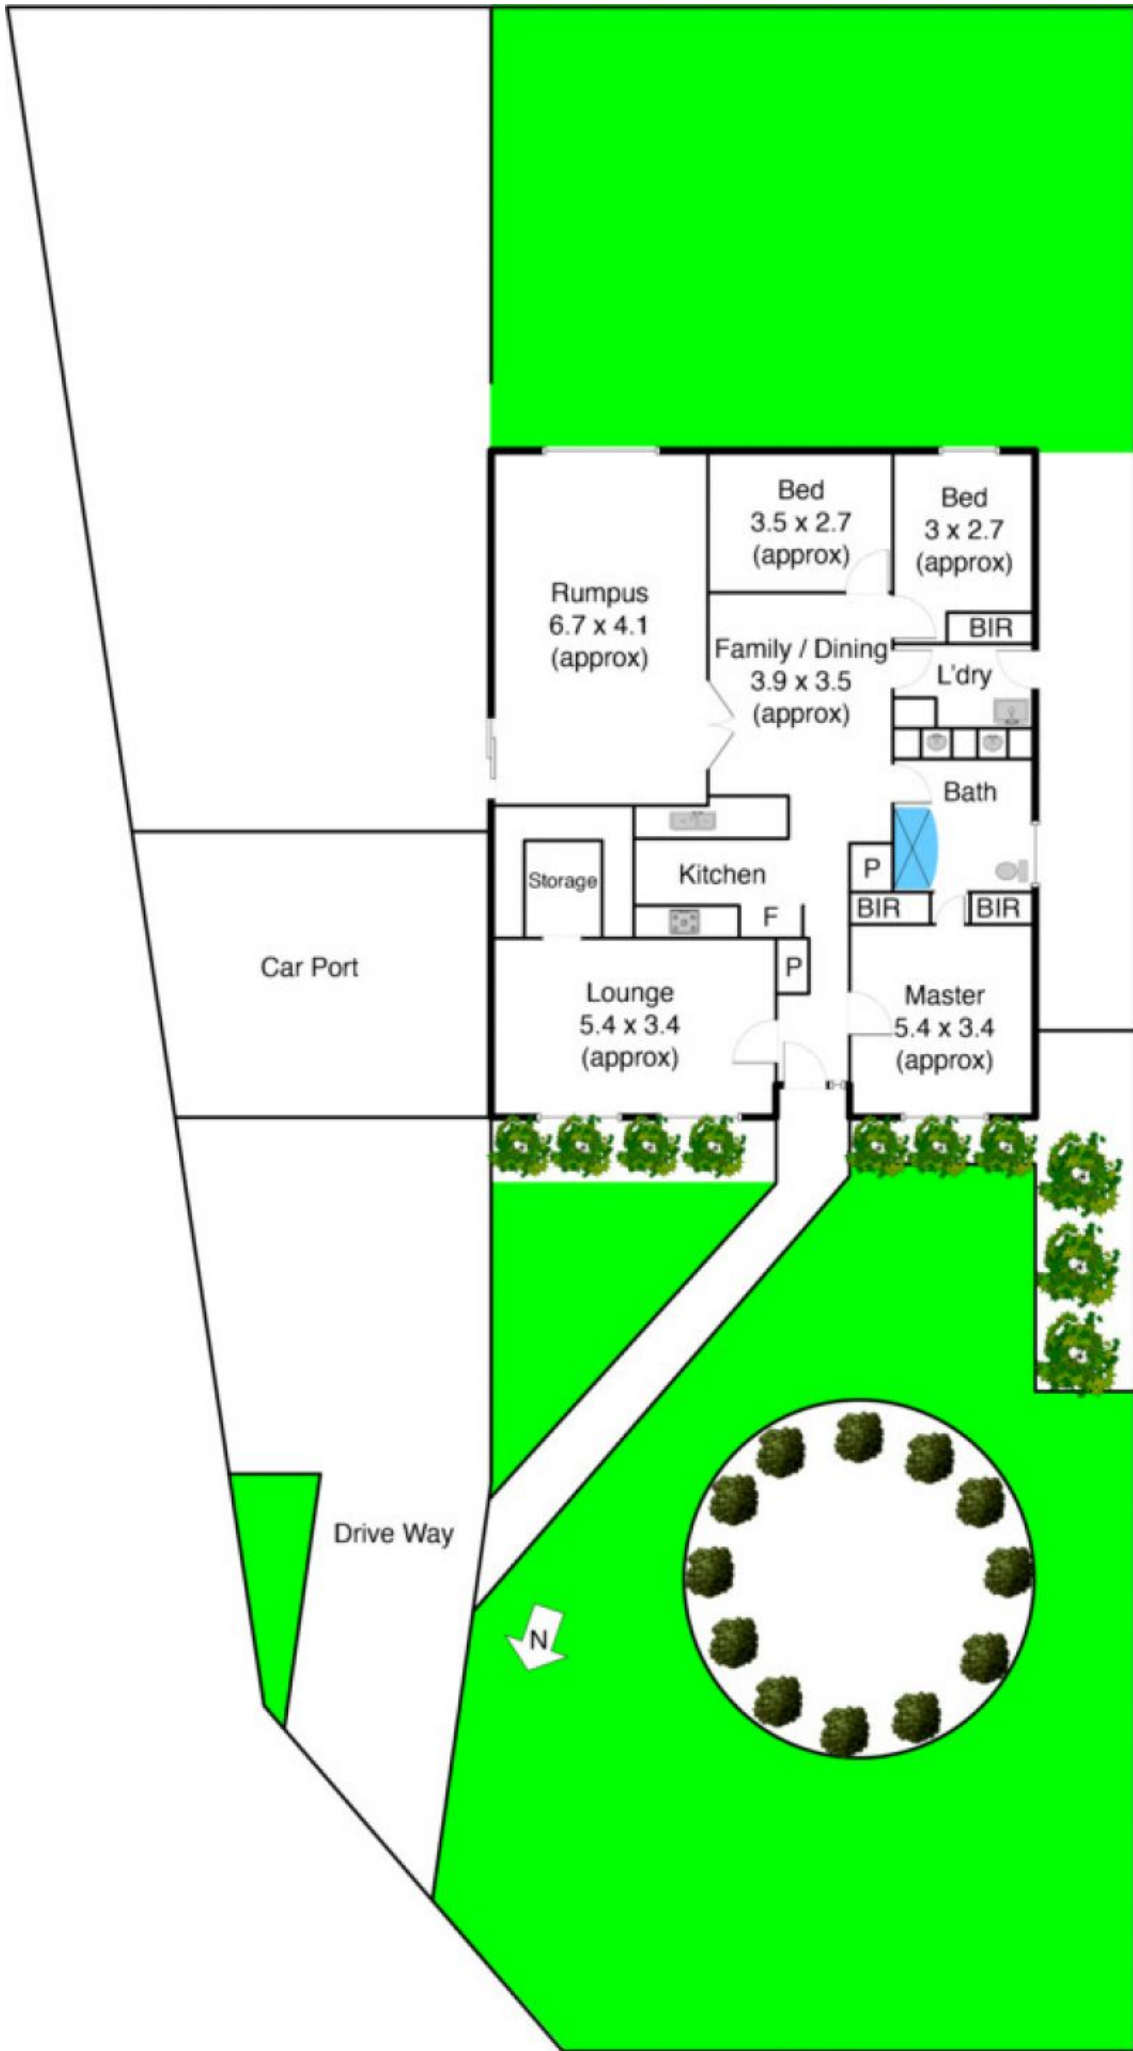 Bed
3.5 x 2.7
(approx)
Bed
3 x 2.7
(approx)
BIR
Rumpus
6.7 x 4.1
(approx)
Family / Dining
3.9 x 3.5
(approx)
L'dry
Bath
Storage
Kitchen
P
F
BIR
BIR
Car Port
Lounge
5.4 x 3.4
(approx)
P
Master
5.4 x 3.4
(approx)
Drive Way
N